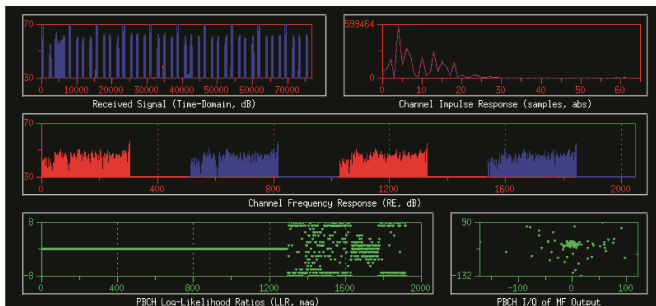 70
30
0 10000 20000 30000 40000 50000 60000 70000
Received Signal (Time-Domain, dB)
599464
0
0 10 20 30 40 50 60
Channel Impulse Response (samples, abs)
70
30
0 400 800 1200 1600 2000
Channel Frequency Response (RE, dB)
8
-8
0 400 800 1200 1600 2000
PBCH Log-Likelihood Ratios (LLR, mag)
90
-132
-100 0 100
PBCH I/Q of MF Output